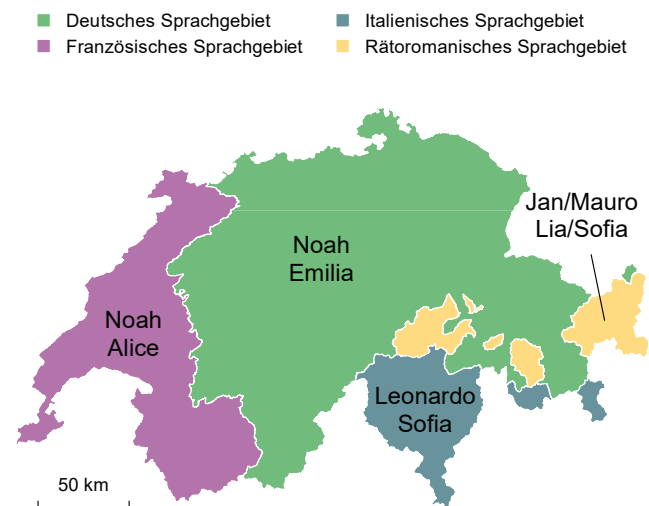 Deutsches Sprachgebiet
Italienisches Sprachgebiet
Französisches Sprachgebiet
Rätoromanisches Sprachgebiet
Jan/Mauro
Lia/Sofia
Noah
Emilia
Noah
Alice
Leonardo
Sofia
50 km